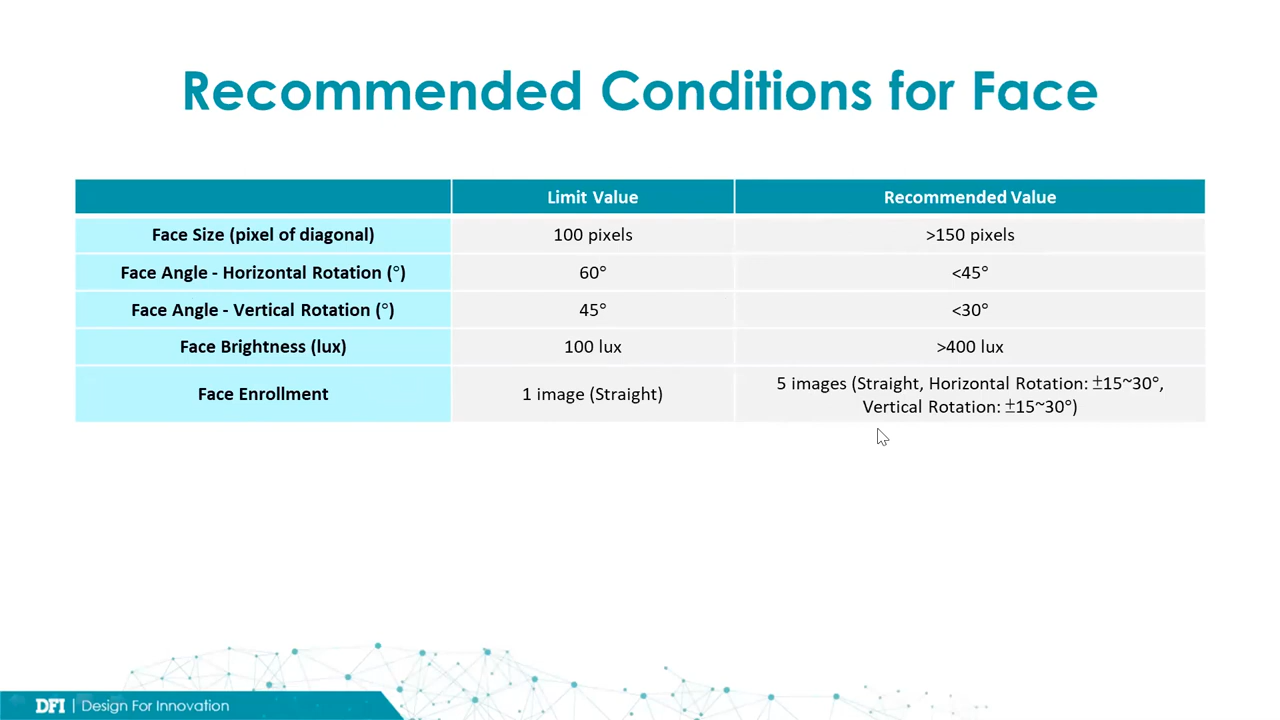 Recommended Conditions for Face
Limit Value
Recommended Value
Face Size (pixel of diagonal)
100 pixels
>150 pixels
Face Angle - Horizontal Rotation (°)
60°
<45°
Face Angle - Vertical Rotation (°)
45°
<30°
Face Brightness (lux)
100 lux
>400 lux
Face Enrollment
1 image (Straight)
5 images (Straight, Horizontal Rotation: ±15~30°,
Vertical Rotation: ±15~30°)
DFI | Design For Innovation